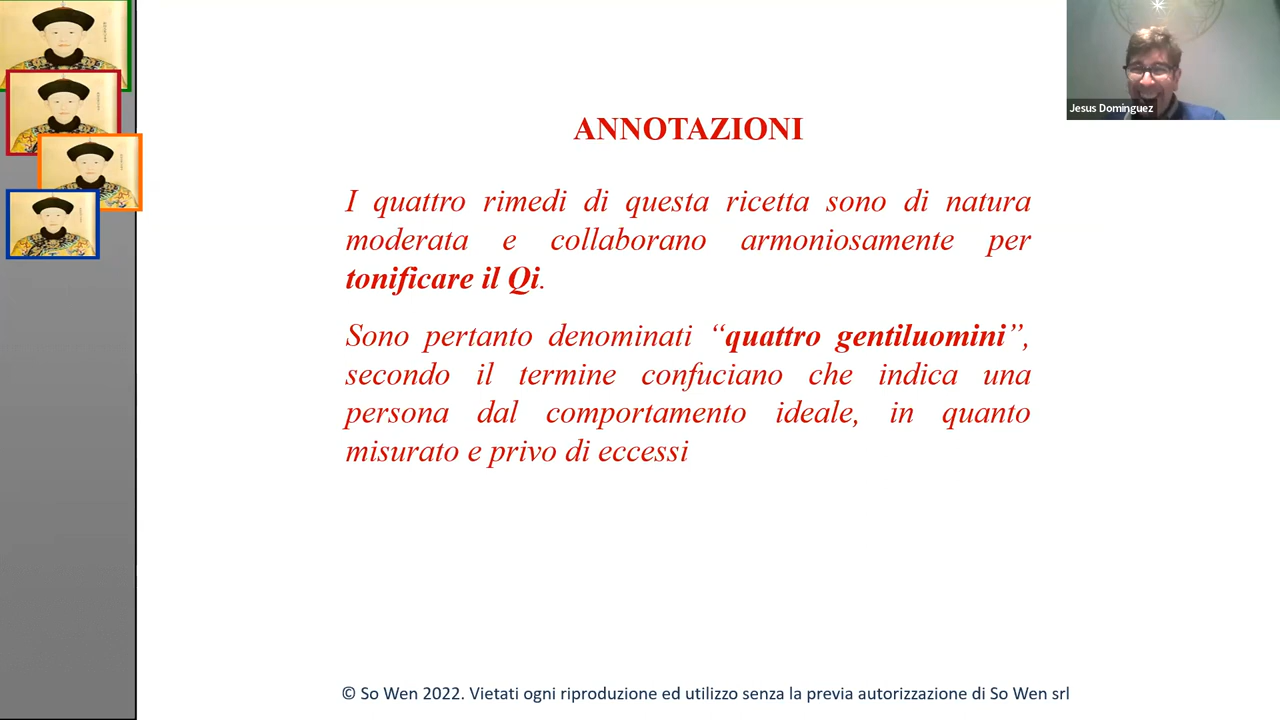 Jesus Dominguez
ANNOTAZIONI
I quattro rimedi di questa ricetta sono di natura
moderata e collaborano armoniosamente per
tonificare il Qi.
Sono pertanto denominati “quattro gentiluomini”,
secondo il termine confuciano che indica una
persona dal comportamento ideale, in quanto
misurato e privo di eccessi
© So Wen 2022. Vietati ogni riproduzione ed utilizzo senza la previa autorizzazione di So Wen srl